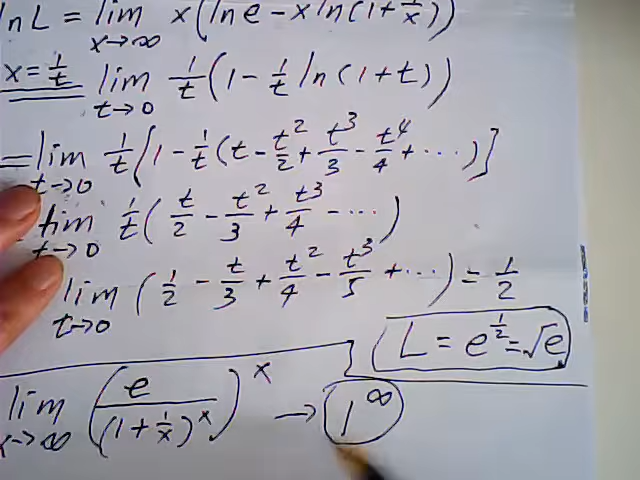 ln L = lim x→∞ x(ln e - x ln(1+1/x))
x=1/t lim t→0 1/t(1 - 1/t ln(1+t))
= lim t→0 1/t[1 - 1/t(t - t²/2 + t³/3 - t⁴/4 + ⋯)]
lim t→0 1/t(t/2 - t²/3 + t³/4 - ⋯)
lim t→0 (1/2 - t/3 + t²/4 - t³/5 + ⋯) = 1/2
L = e^(1/2) = √e
lim x→∞ (e/(1+1/x)^x)^x → 1^∞